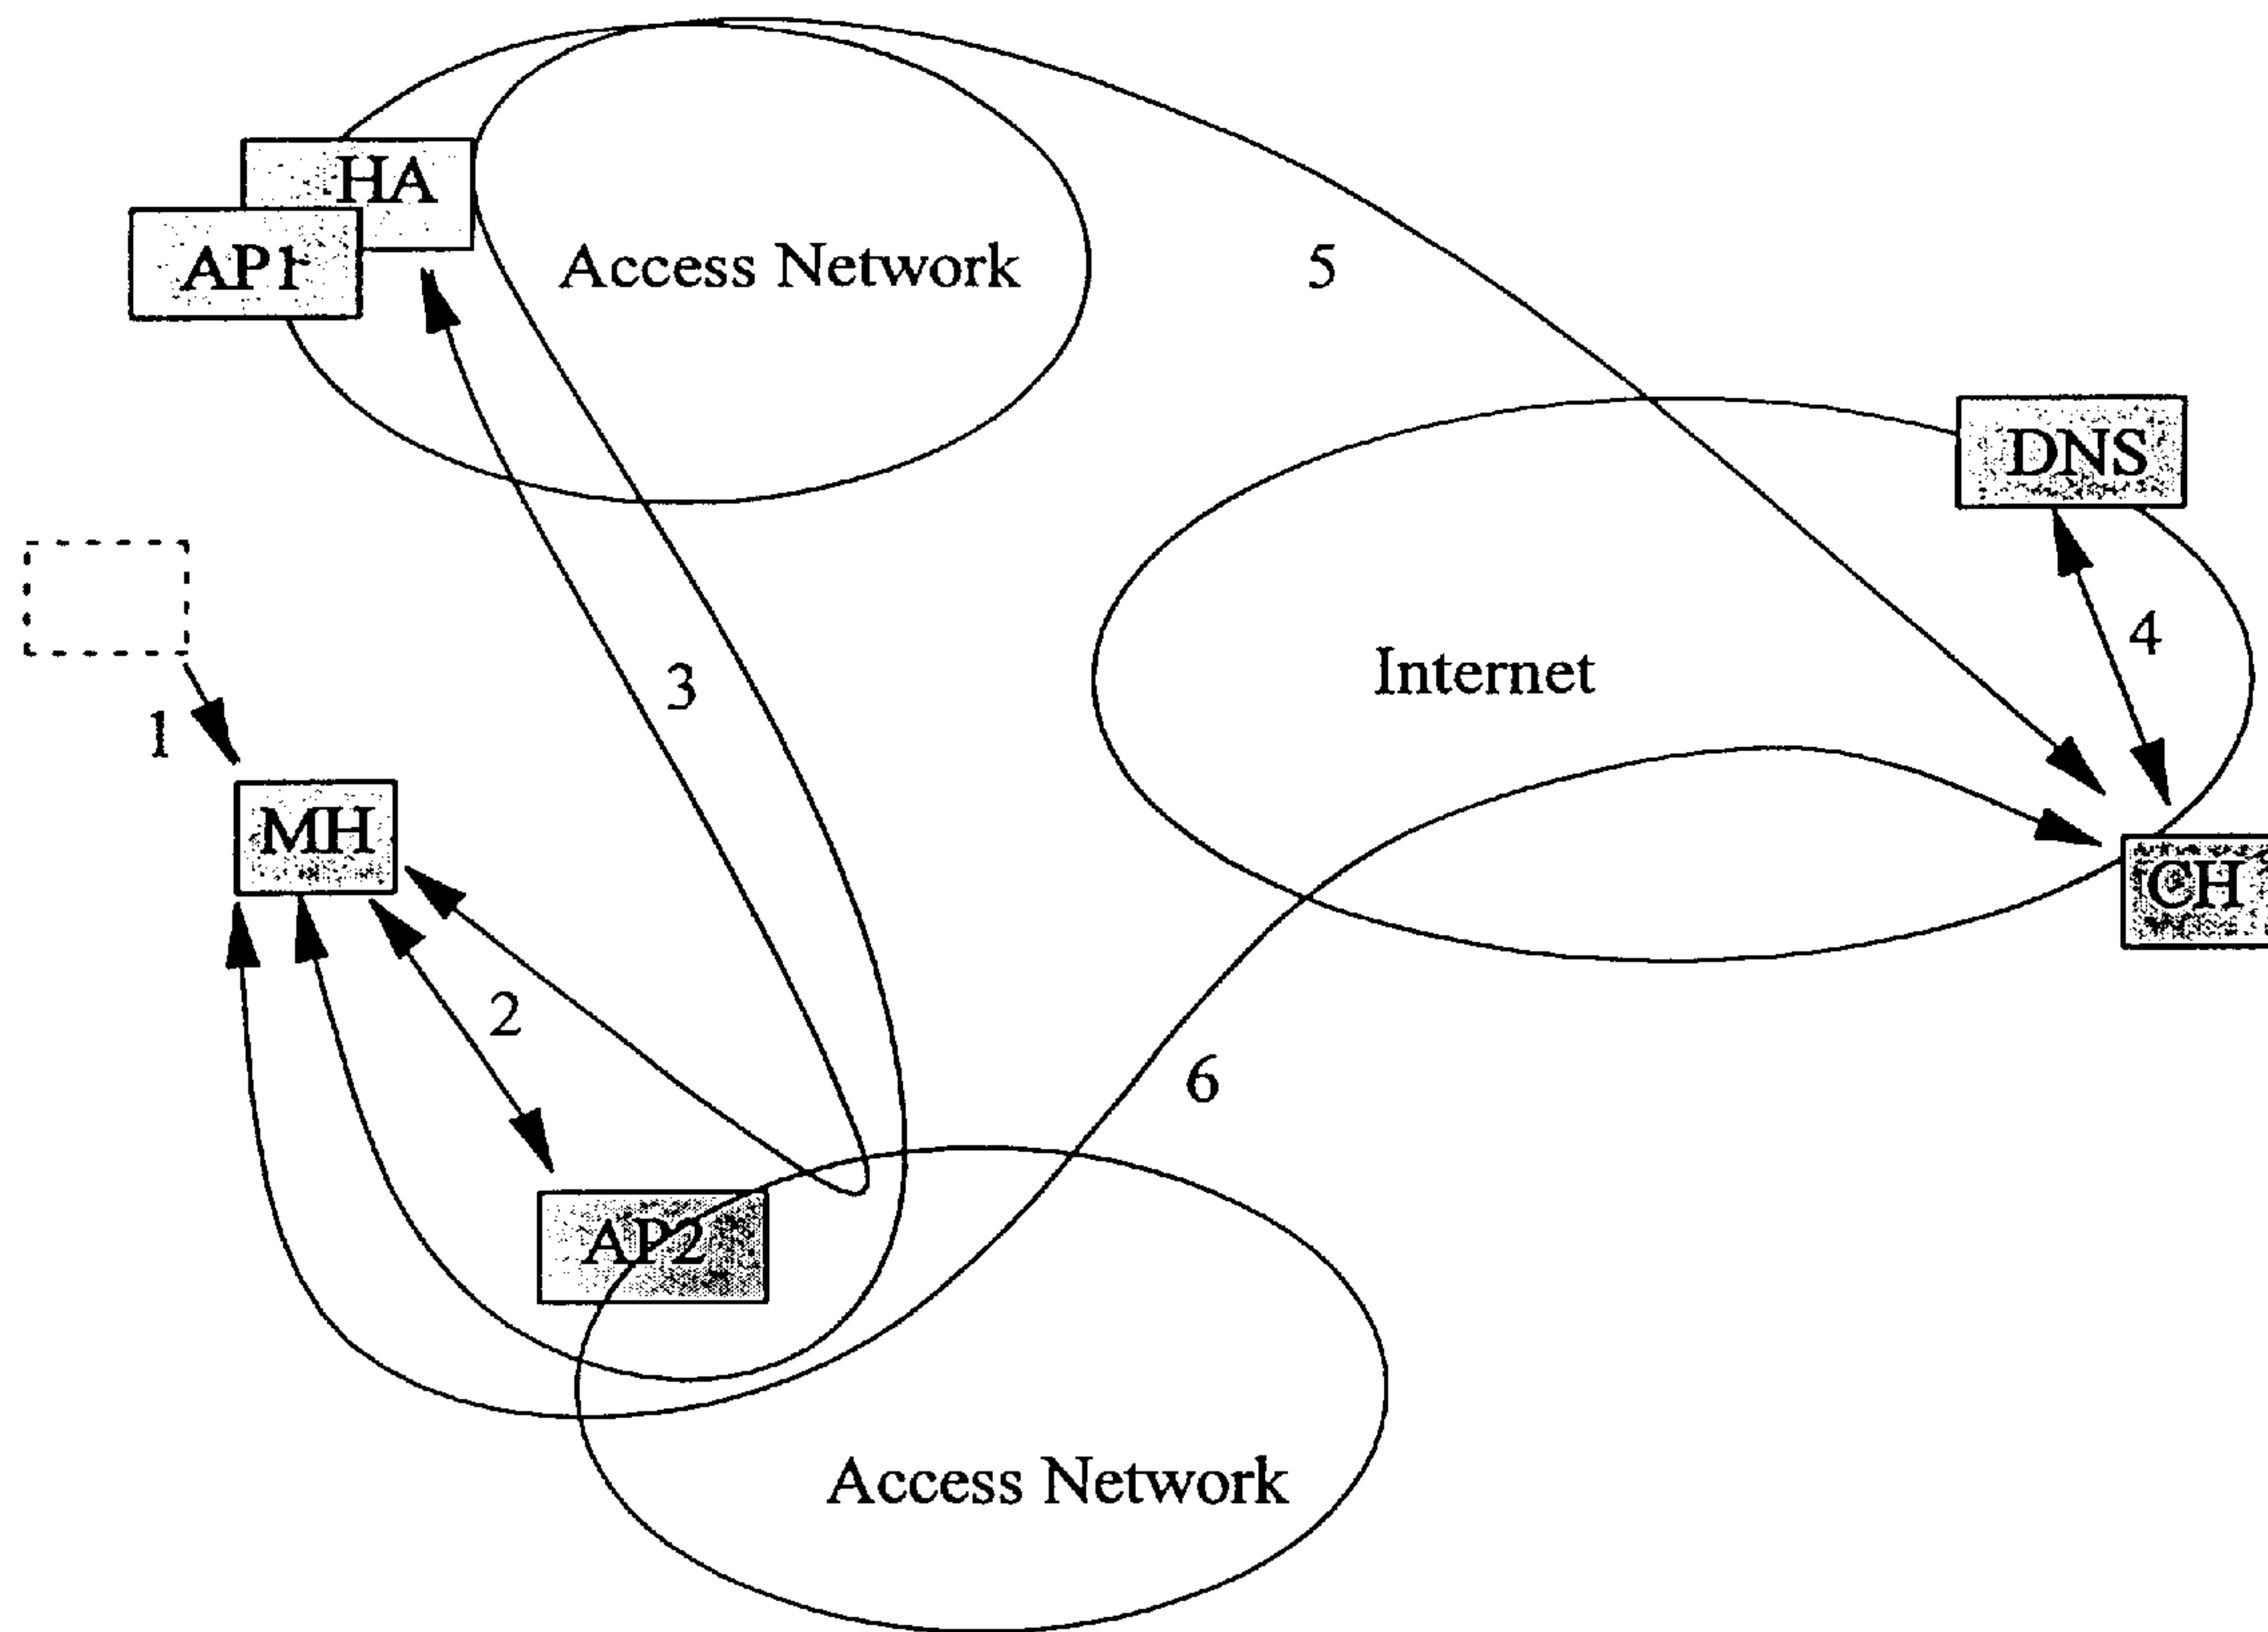 HA
AP1
Access Network
5
DNS
4
Internet
3
1
MH
CH
2
6
AP2
Access Network